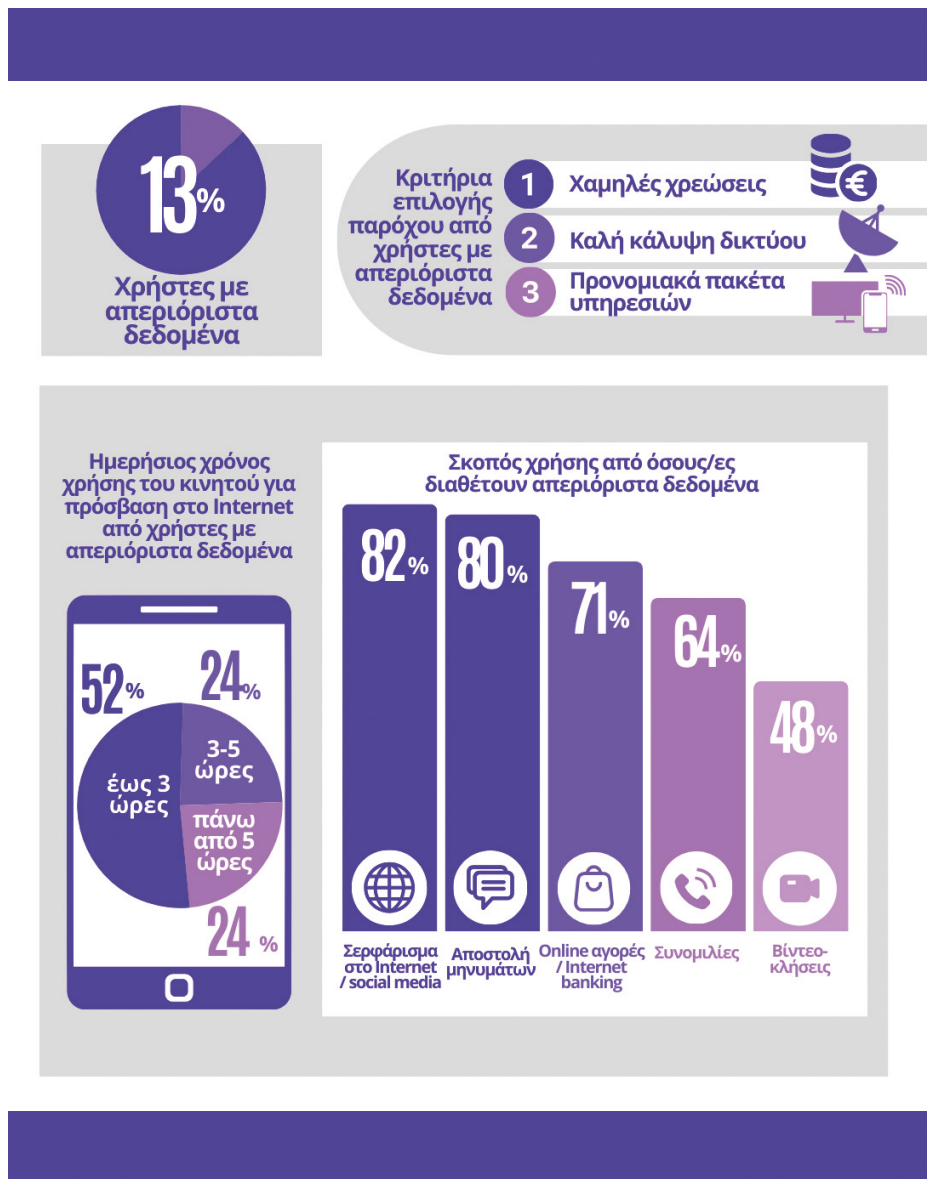 13%
Χρήστες με
απεριόριστα
δεδομένα
Κριτήρια
επιλογής
παρόχου από
χρήστες με
απεριόριστα
δεδομένα
1 Χαμηλές χρεώσεις
€
2 Καλή κάλυψη δικτύου
3 Προνομιακά πακέτα
υπηρεσιών
Ημερήσιος χρόνος
χρήσης του κινητού για
πρόσβαση στο Internet
από χρήστες με
απεριόριστα δεδομένα
52% 24%
3-5
ώρες
έως 3
ώρες
πάνω
από 5
ώρες
24 %
Σκοπός χρήσης από όσους/ες
διαθέτουν απεριόριστα δεδομένα
82% 80% 71% 64% 48%
Σερφάρισμα
στο Internet
/ social media
Αποστολή
μηνυμάτων
Online αγορές
/ Internet
banking
Συνομιλίες
Βίντεο-
κλήσεις